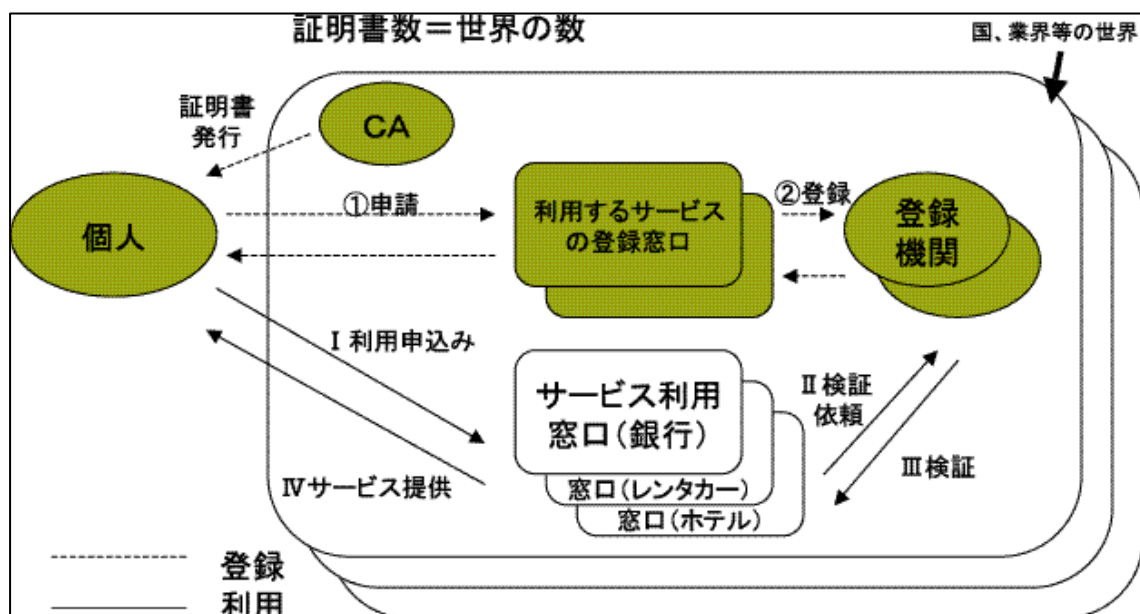 証明書数＝世界の数
国、業界等の世界
証明書
発行
CA
個人
①申請
利用するサービス
の登録窓口
②登録
登録
機関
Ⅰ利用申込み
サービス利用
窓口(銀行)
窓口(レンタカー)
窓口(ホテル)
Ⅱ検証
依頼
Ⅲ検証
Ⅳサービス提供
登録
利用